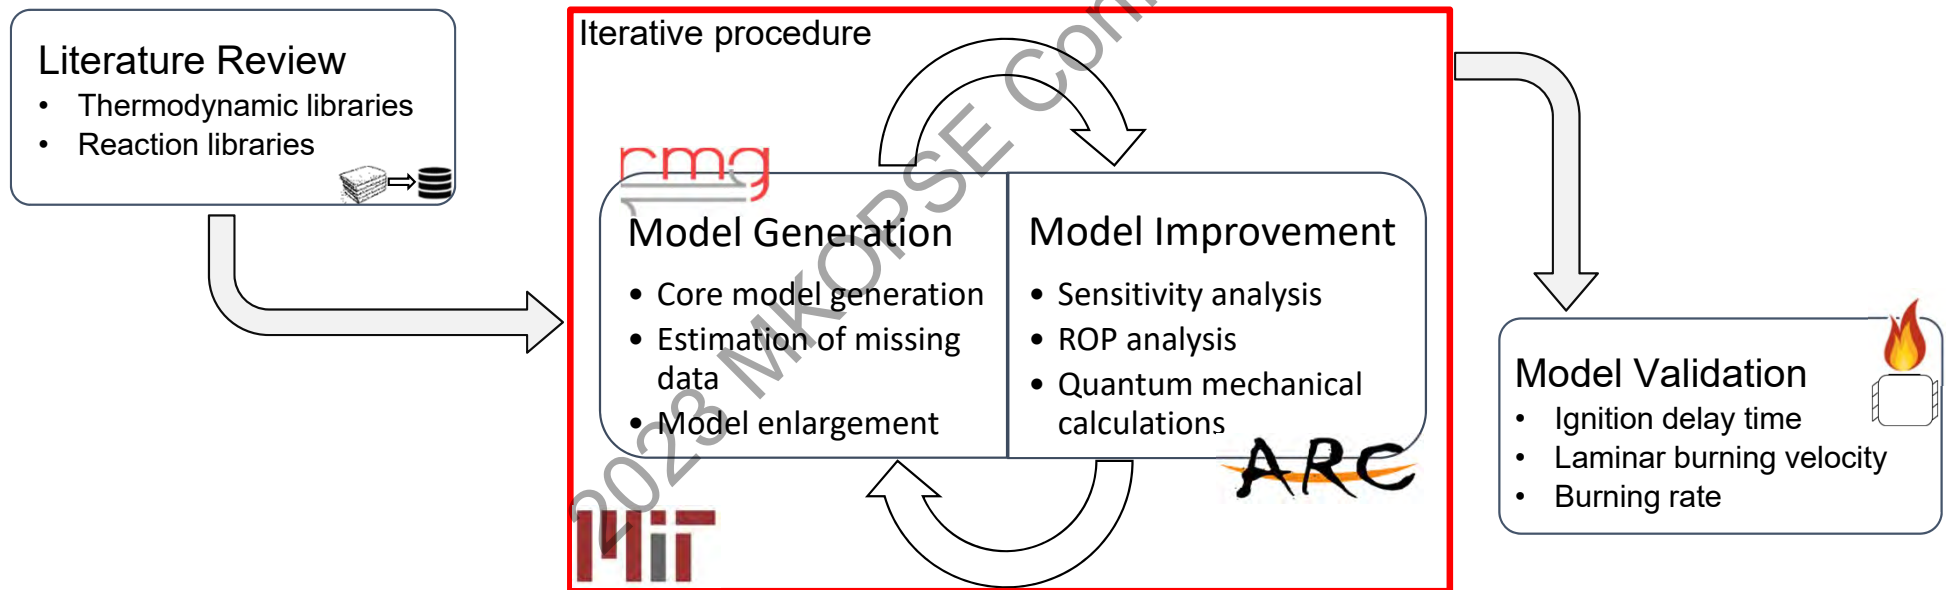 Literature Review
• Thermodynamic libraries
• Reaction libraries
Iterative procedure
rmg
Model Generation
• Core model generation
• Estimation of missing
data
• Model enlargement
Model Improvement
• Sensitivity analysis
• ROP analysis
• Quantum mechanical
calculations
ARC
MiT
Model Validation
• Ignition delay time
• Laminar burning velocity
• Burning rate
2023 MKOPSE Com